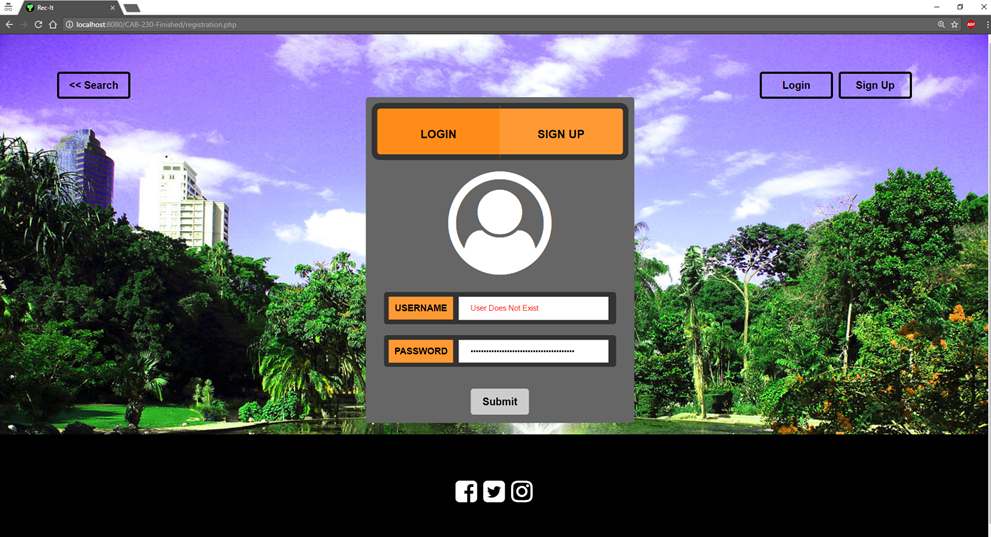 Rec-It
localhost:8080/CAB-230-Finished/registration.php
<< Search
Login
Sign Up
LOGIN
SIGN UP
USERNAME
User Does Not Exist
PASSWORD
Submit